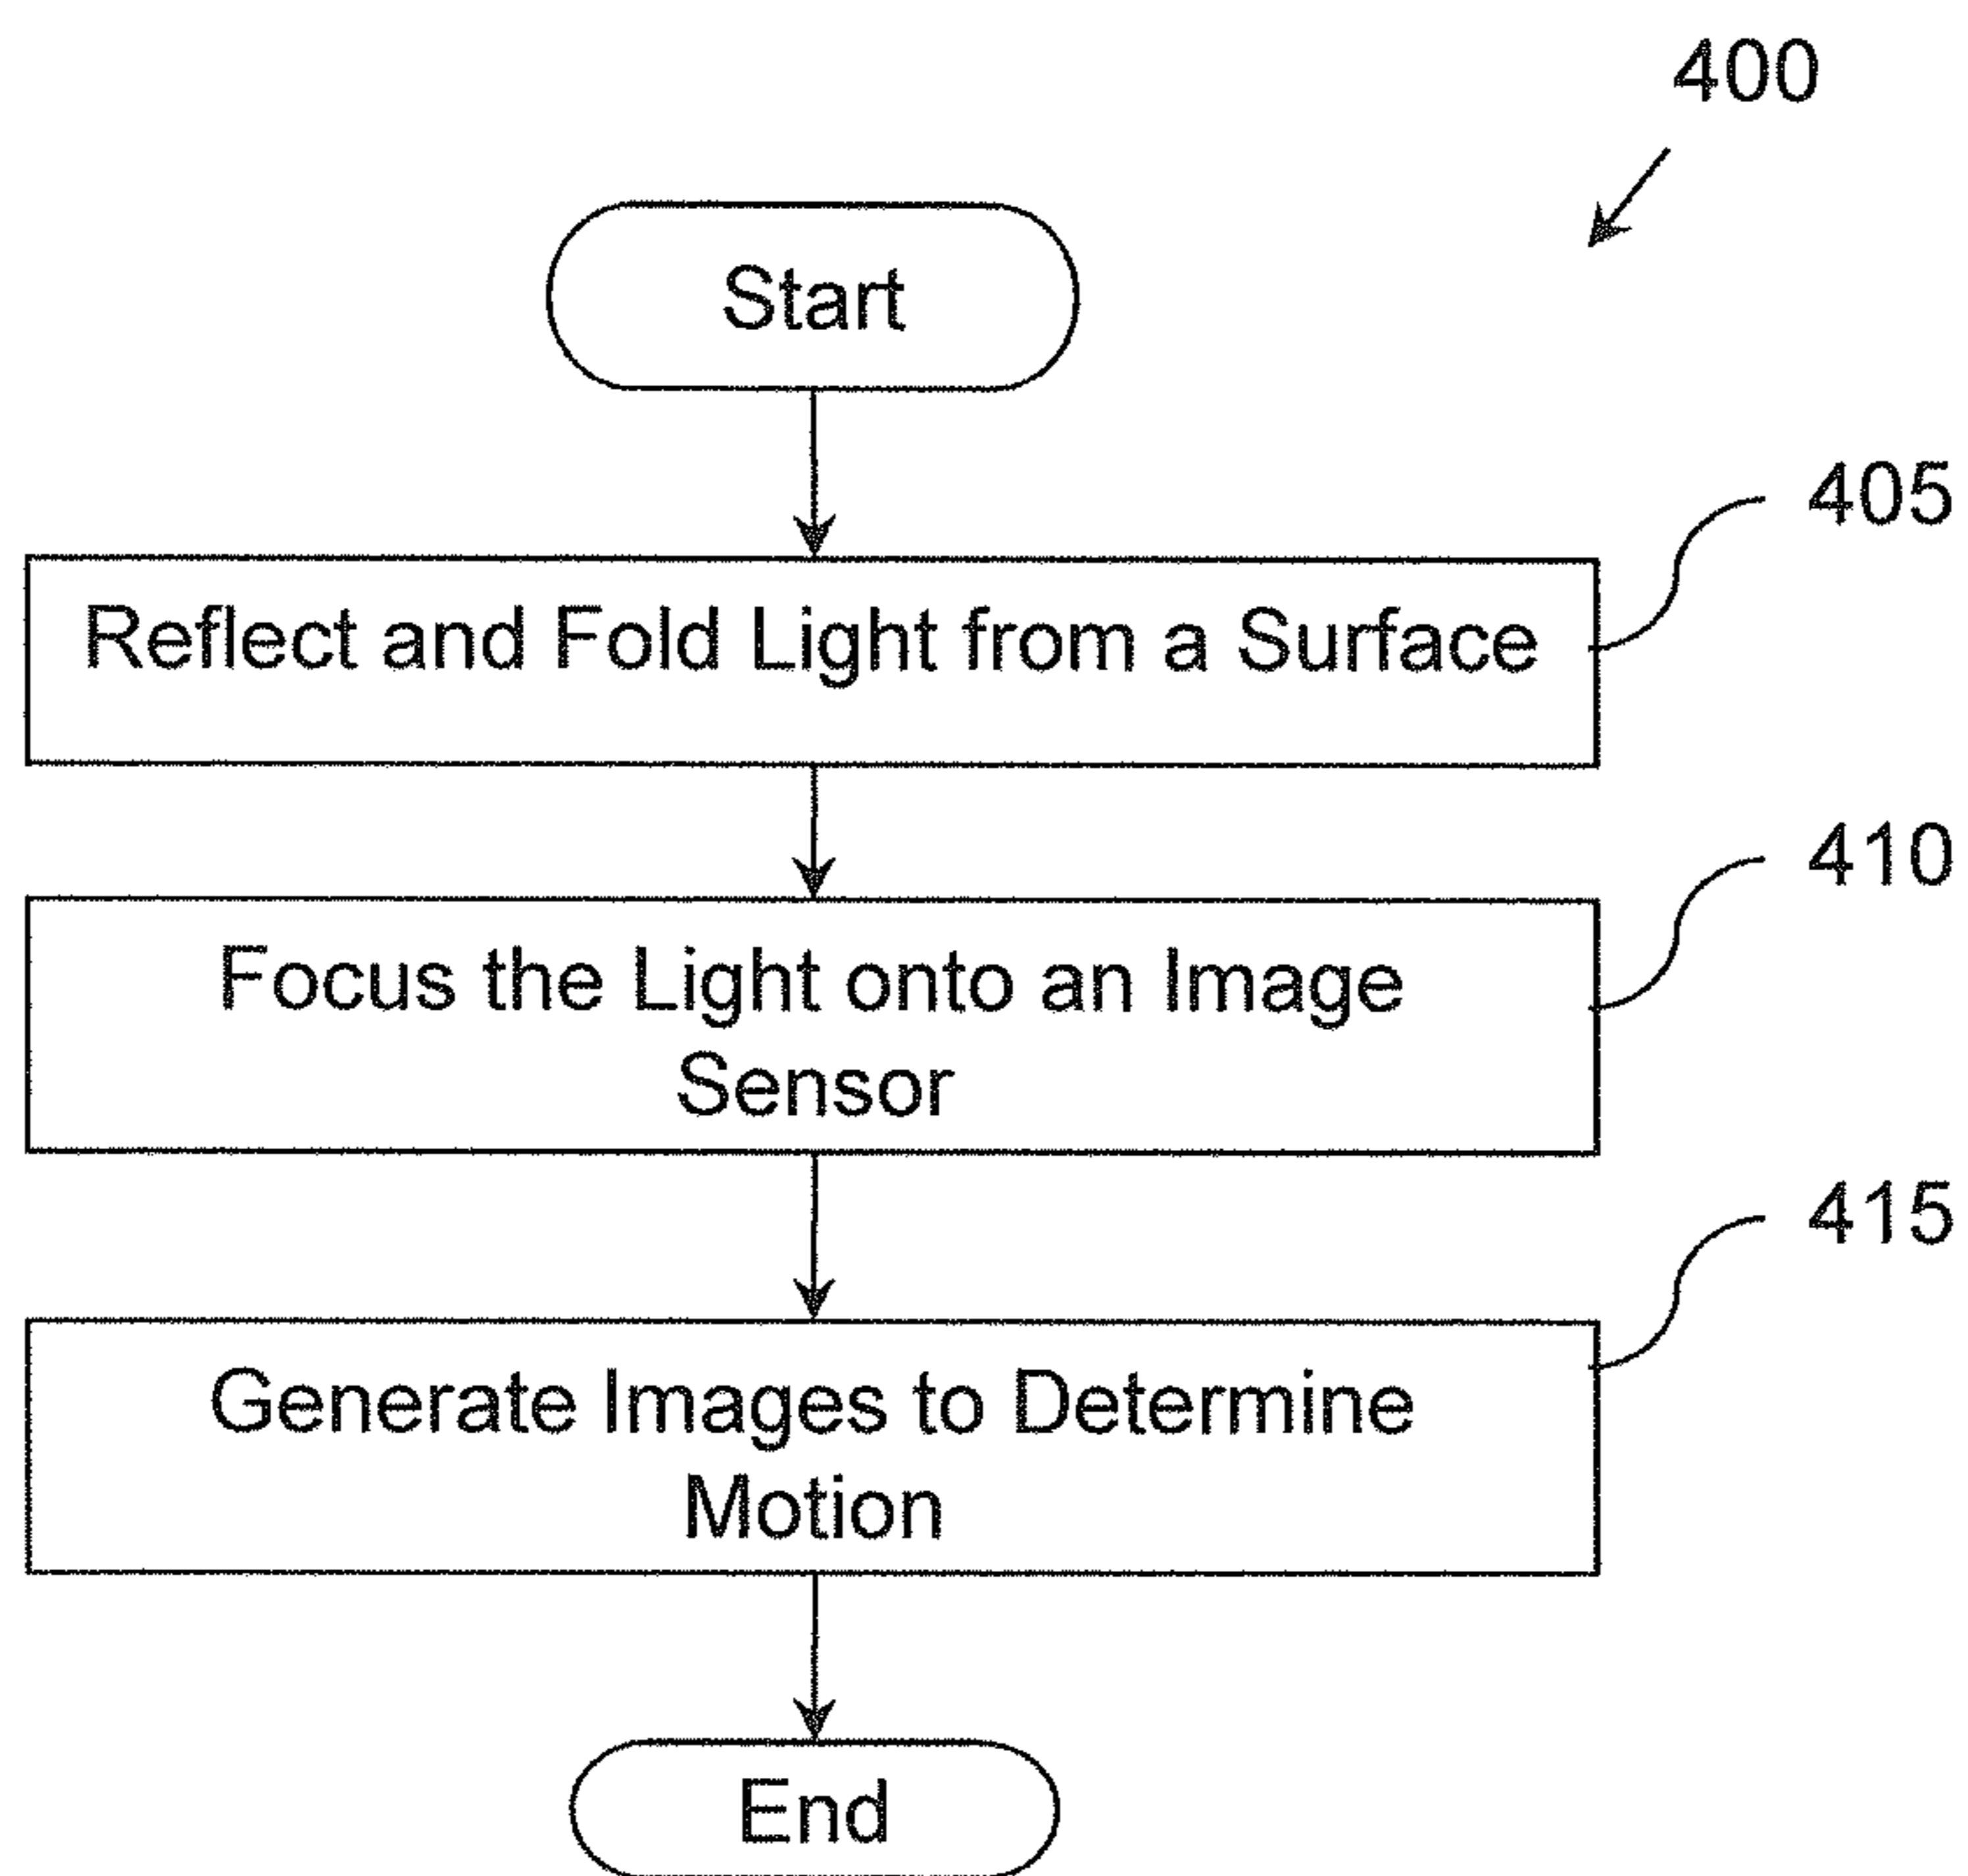 400
Start
405
Reflect and Fold Light from a Surface
410
Focus the Light onto an Image
Sensor
415
Generate Images to Determine
Motion
End